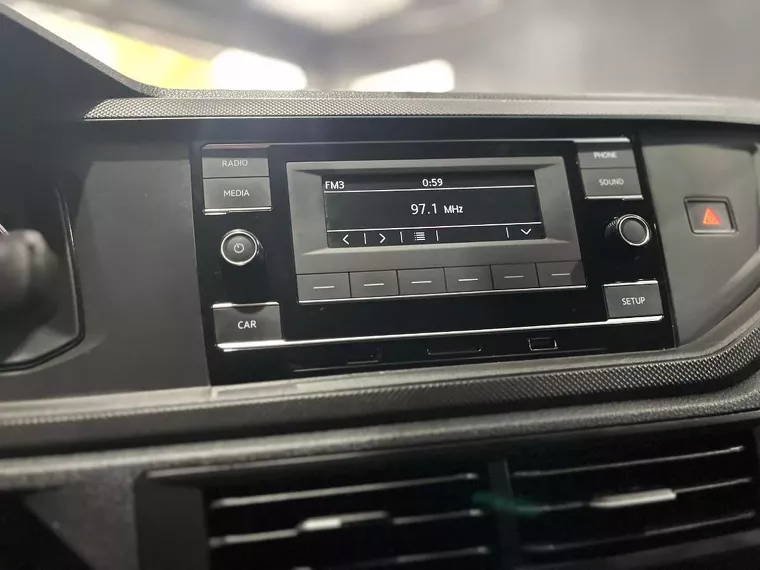 RADIO
MEDIA
FM3 0:59
97.1 MHz
PHONE
SOUND
CAR
SETUP